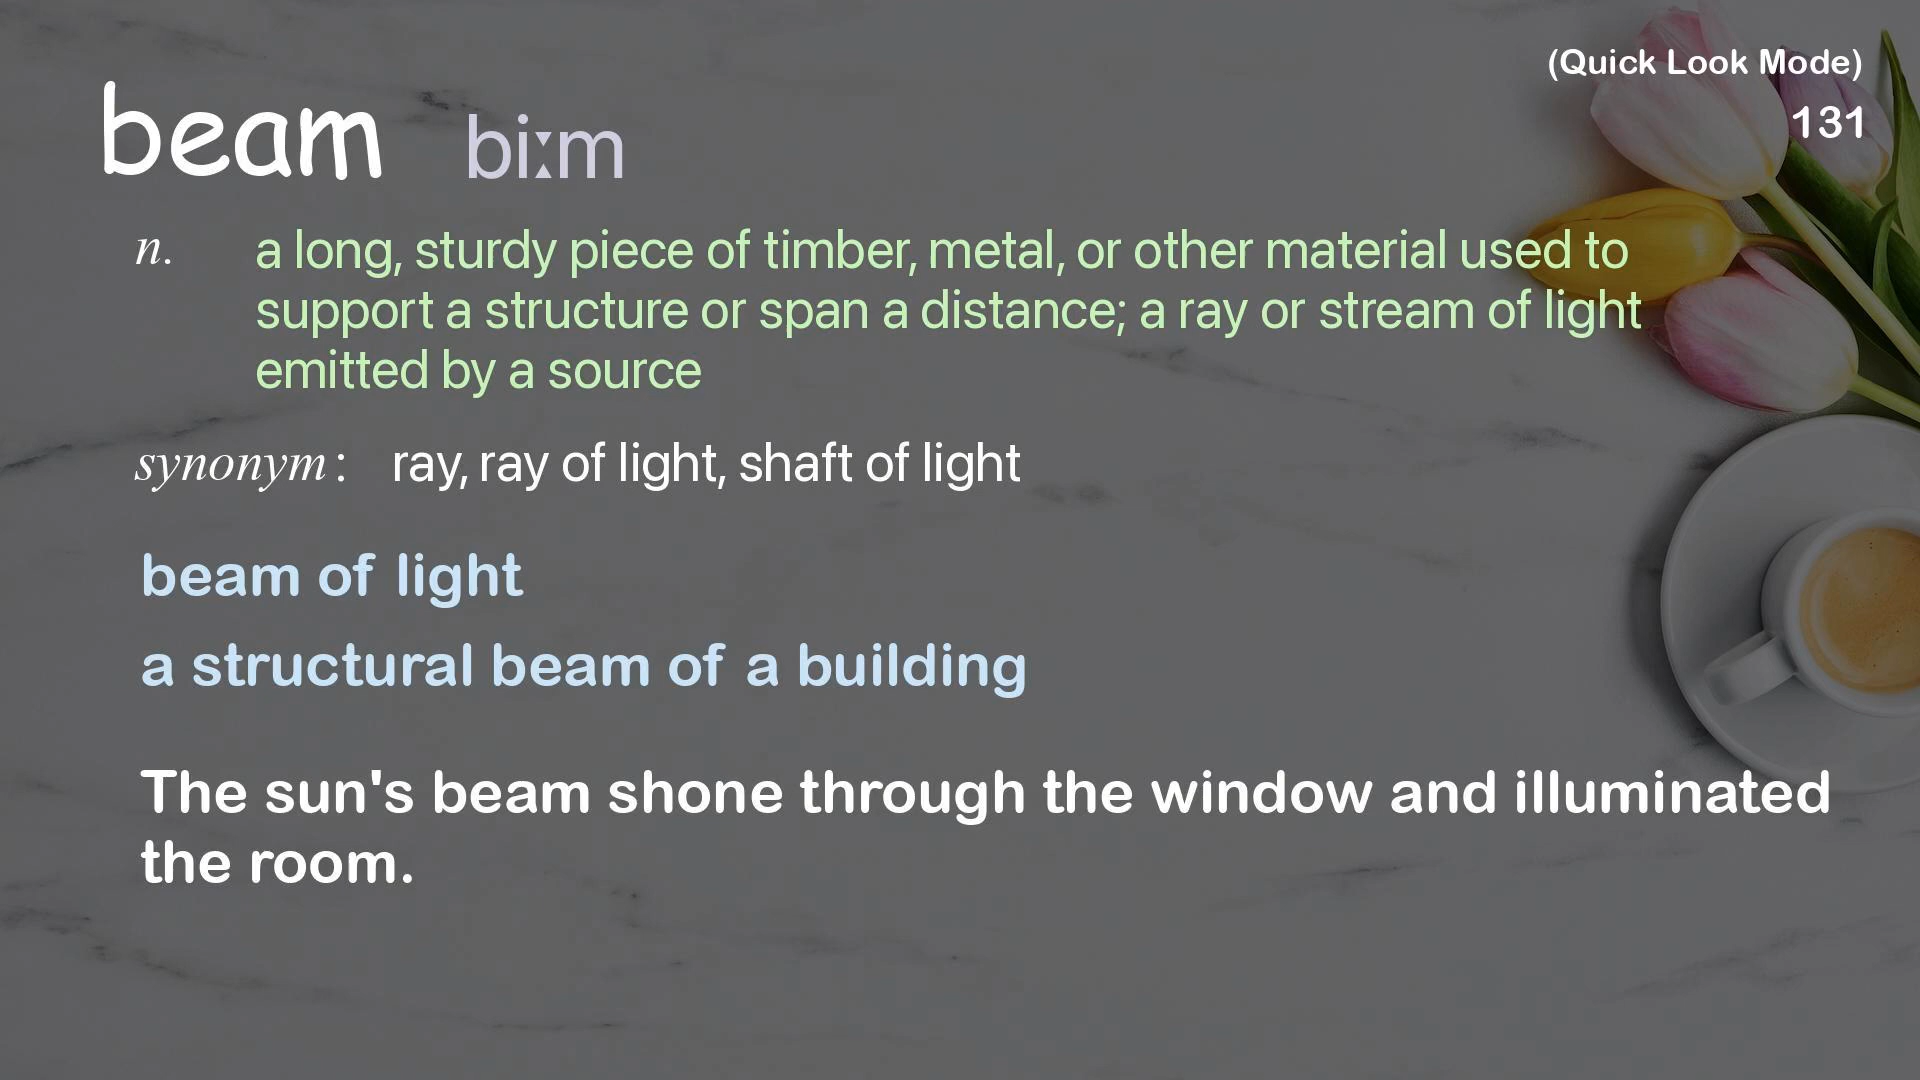 (Quick Look Mode)
131
beam biːm
n. a long, sturdy piece of timber, metal, or other material used to
support a structure or span a distance; a ray or stream of light
emitted by a source
synonym: ray, ray of light, shaft of light
beam of light
a structural beam of a building
The sun's beam shone through the window and illuminated
the room.